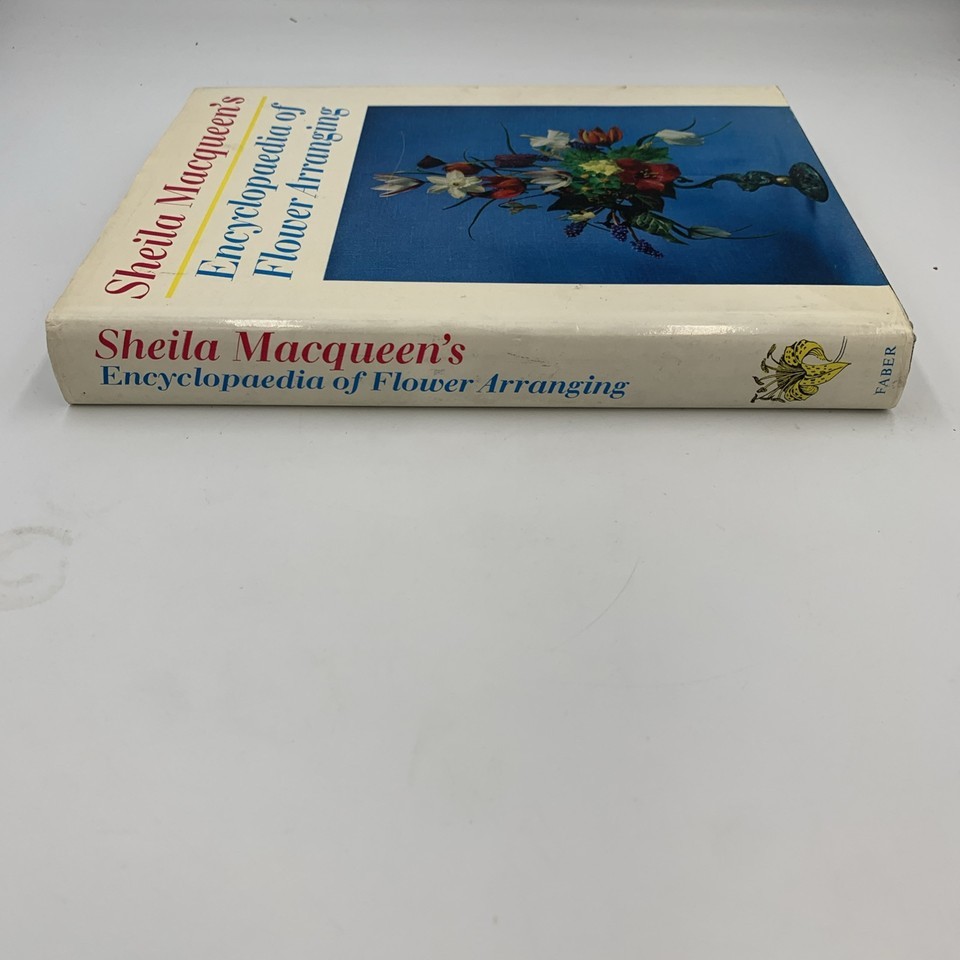 Sheila Macqueen's
Encyclopaedia of
Flower Arranging
Sheila Macqueen's
Encyclopaedia of Flower Arranging
FABER